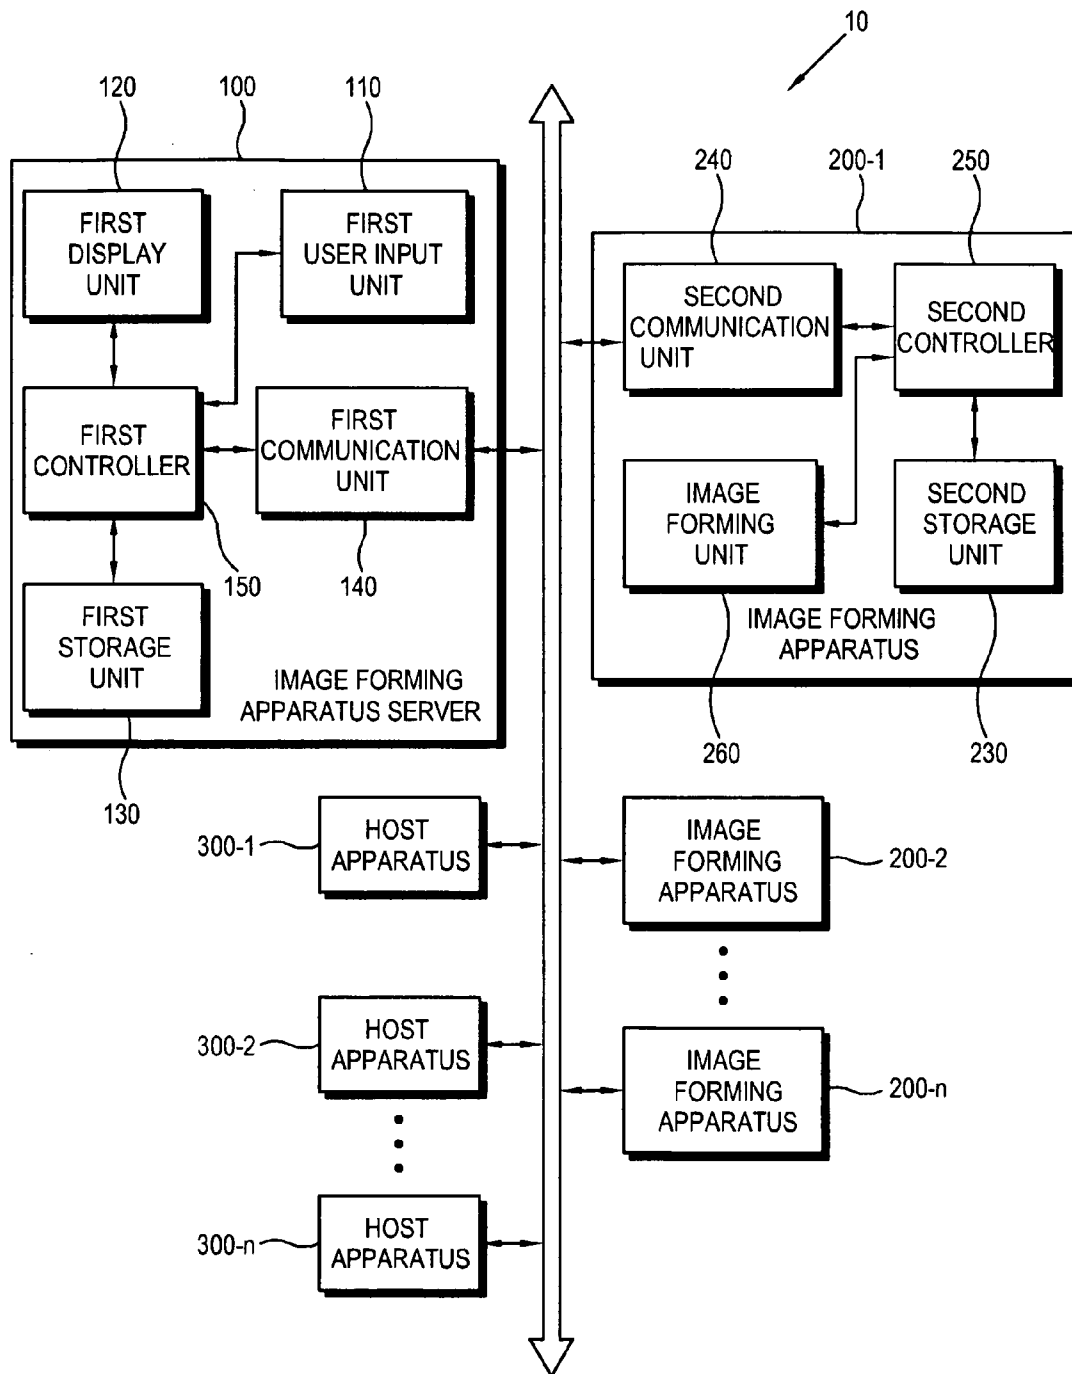 10
120
100
110
FIRST
DISPLAY
UNIT
FIRST
USER INPUT
UNIT
FIRST
CONTROLLER
FIRST
COMMUNICATION
UNIT
150
140
FIRST
STORAGE
UNIT
IMAGE FORMING
APPARATUS SERVER
130
240
200-1
250
SECOND
COMMUNICATION
UNIT
SECOND
CONTROLLER
IMAGE
FORMING
UNIT
SECOND
STORAGE
UNIT
IMAGE FORMING
APPARATUS
260
230
300-1
HOST
APPARATUS
IMAGE
FORMING
APPARATUS
200-2
300-2
HOST
APPARATUS
IMAGE
FORMING
APPARATUS
200-n
300-n
HOST
APPARATUS